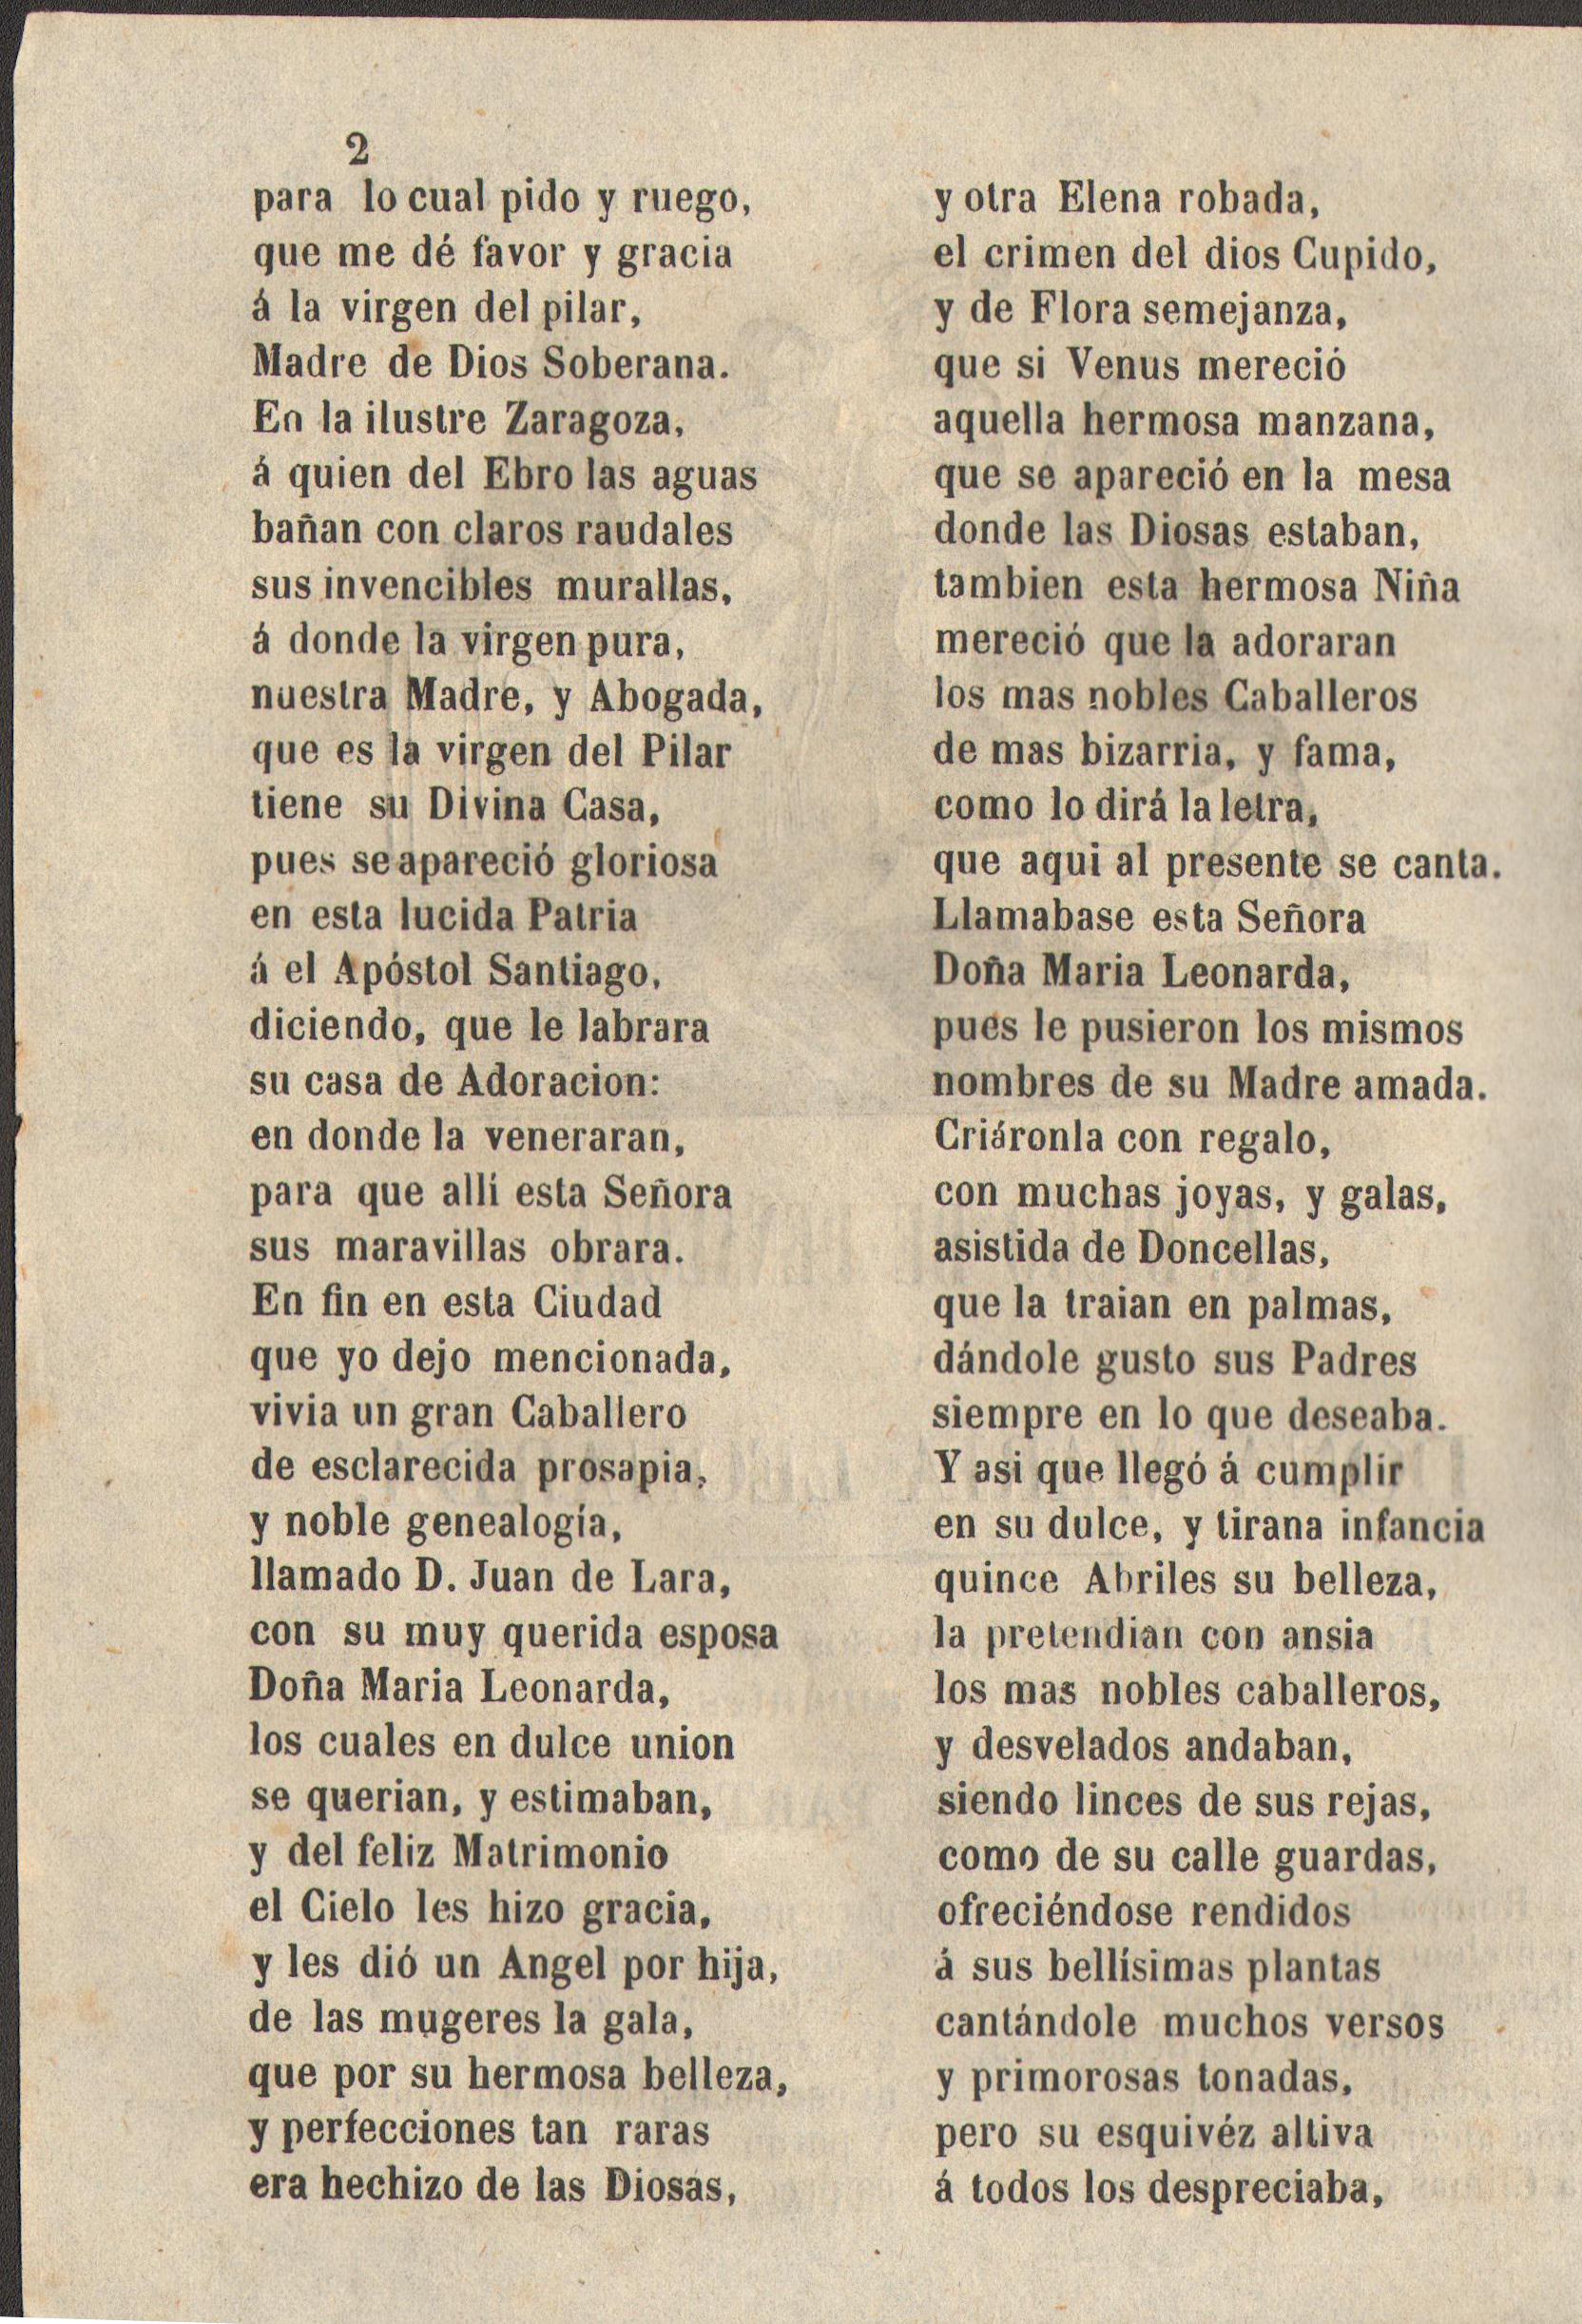 2
para lo cual pido y ruego,
que me dé favor y gracia
á la virgen del pilar,
Madre de Dios Soberana.
En la ilustre Zaragoza,
á quien del Ebro las aguas
bañan con claros raudales
sus invencibles murallas,
á donde la virgen pura,
nuestra Madre, y Abogada,
que es la virgen del Pilar
tiene su Divina Casa,
pues se apareció gloriosa
en esta lucida Patria
á el Apóstol Santiago,
diciendo, que le labrara
su casa de Adoracion:
en donde la veneraran,
para que allí esta Señora
sus maravillas obrara.
En fin en esta Ciudad
que yo dejo mencionada,
vivia un gran Caballero
de esclarecida prosapia,
y noble genealogía,
llamado D. Juan de Lara,
con su muy querida esposa
Doña Maria Leonarda,
los cuales en dulce union
se querian, y estimaban,
y del feliz Matrimonio
el Cielo les hizo gracia,
y les dió un Angel por hija,
de las mugeres la gala,
que por su hermosa belleza,
y perfecciones tan raras
era hechizo de las Diosas,
y otra Elena robada,
el crimen del dios Cupido,
y de Flora semejanza,
que si Venus mereció
aquella hermosa manzana,
que se apareció en la mesa
donde las Diosas estaban,
tambien esta hermosa Niña
mereció que la adoraran
los mas nobles Caballeros
de mas bizarria, y fama,
como lo dirá la letra,
que aqui al presente se canta.
Llamabase esta Señora
Doña Maria Leonarda,
pues le pusieron los mismos
nombres de su Madre amada.
Criáronla con regalo,
con muchas joyas, y galas,
asistida de Doncellas,
que la traian en palmas,
dándole gusto sus Padres
siempre en lo que deseaba.
Y asi que llegó á cumplir
en su dulce, y tirana infancia
quince Abriles su belleza,
la pretendian con ansia
los mas nobles caballeros,
y desvelados andaban,
siendo linces de sus rejas,
como de su calle guardas,
ofreciéndose rendidos
á sus bellísimas plantas
cantándole muchos versos
y primorosas tonadas,
pero su esquivéz altiva
á todos los despreciaba,